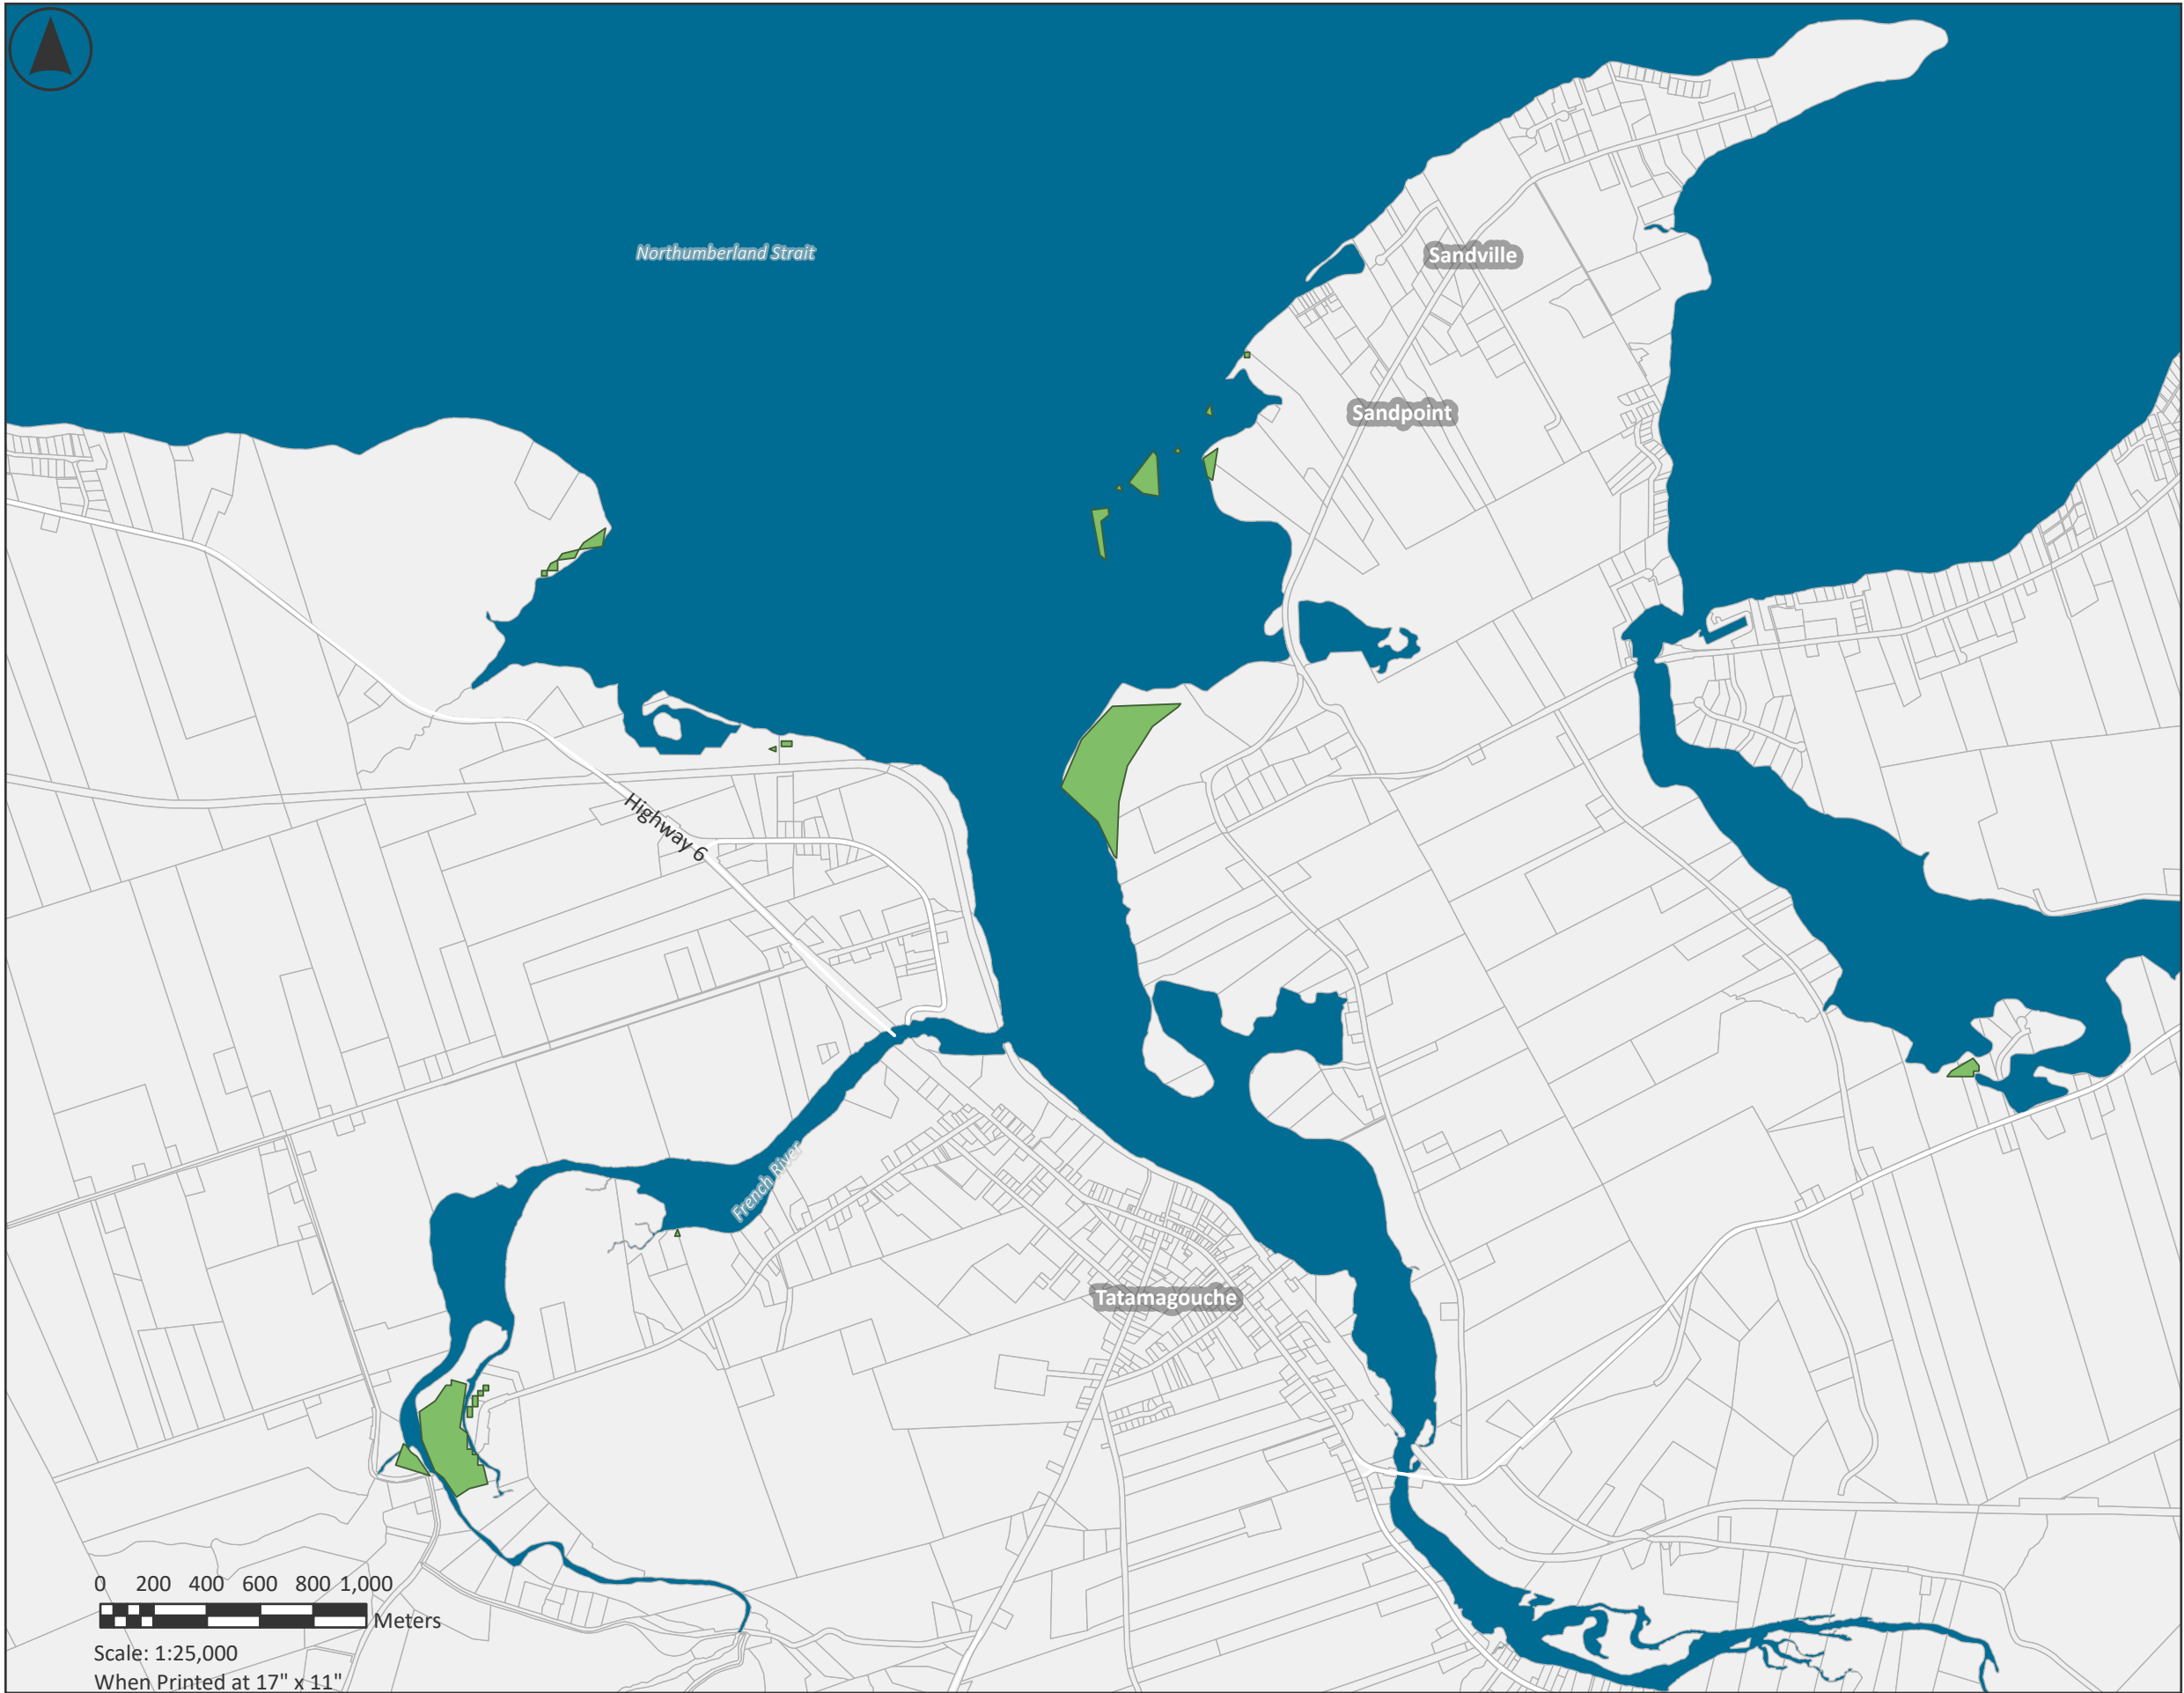 Northumberland Strait
Sandville
Sandpoint
Highway 6
French River
Tatamagouche
0 200 400 600 800 1,000
Meters
Scale: 1:25,000
When Printed at 17" x 11"